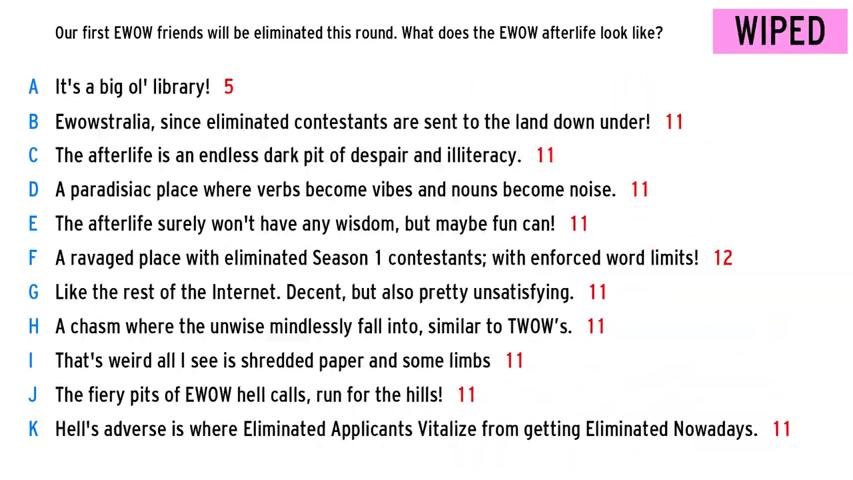 Our first EWOW friends will be eliminated this round. What does the EWOW afterlife look like?
WIPED
A It's a big ol' library! 5
B Ewowstralia, since eliminated contestants are sent to the land down under! 11
C The afterlife is an endless dark pit of despair and illiteracy. 11
D A paradisiac place where verbs become vibes and nouns become noise. 11
E The afterlife surely won't have any wisdom, but maybe fun can! 11
F A ravaged place with eliminated Season 1 contestants; with enforced word limits! 12
G Like the rest of the Internet. Decent, but also pretty unsatisfying. 11
H A chasm where the unwise mindlessly fall into, similar to TWOW’s. 11
I That's weird all I see is shredded paper and some limbs 11
J The fiery pits of EWOW hell calls, run for the hills! 11
K Hell's adverse is where Eliminated Applicants Vitalize from getting Eliminated Nowadays. 11